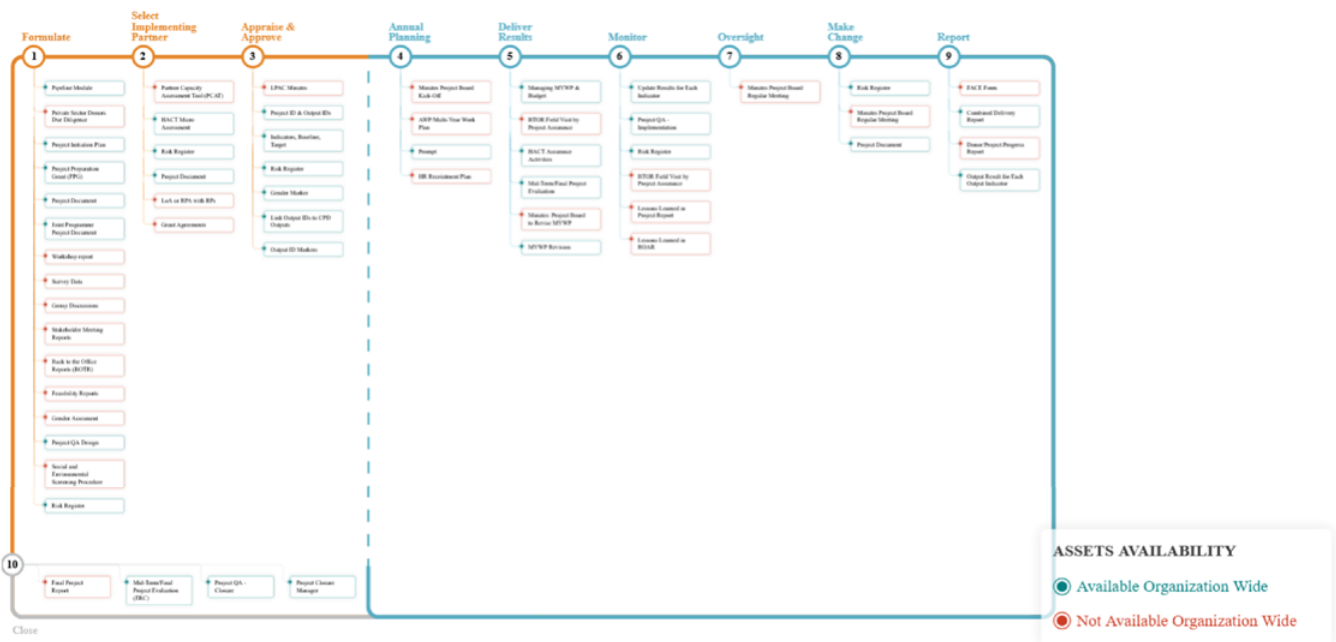 Formulate
Select
Implementing
Partner
Appraise &
Approve
Annual
Planning
Deliver
Results
Monitor
Oversight
Make
Change
Report
1
2
3
4
5
6
7
8
9
Pipeline Module
Private Sector Donors
Due Diligence
Project Initiation Plan
Project Preparation
Grant (PPG)
Project Document
Joint Programme
Project Document
Workshop report
Survey Data
Group Discussions
Stakeholder Meeting
Reports
Back to the Office
Reports (BOTR)
Feasibility Reports
Gender Assessment
Project QA Design
Social and
Environmental
Screening Procedure
Risk Register
Partner Capacity
Assessment Tool (PCAT)
HACT Micro
Assessment
Risk Register
Project Document
LoA or RPA with RPs
Grant Agreements
LPAC Minutes
Project ID & Output IDs
Indicators, Baseline,
Target
Risk Register
Gender Marker
Link Output IDs to CPD
Outputs
Output ID Markers
Minutes Project Board
Kick-Off
AWP Multi-Year Work
Plan
Prompt
HR Recruitment Plan
Managing MYWP &
Budget
BTOR Field Visit by
Project Assurance
HACT Assurance
Activities
Mid-Term/Final Project
Evaluation
Minutes: Project Board
to Revise MYWP
MYWP Revision
Update Results for Each
Indicator
Project QA -
Implementation
Risk Register
BTOR Field Visit by
Project Assurance
Lessons Learned in
Project Report
Lessons Learned in
ROAR
Minutes Project Board
Regular Meeting
Risk Register
Minutes Project Board
Regular Meeting
Project Document
FACE Form
Combined Delivery
Report
Donor Project Progress
Report
Output Result for Each
Output Indicator
10
Final Project
Report
Mid-Term/Final
Project Evaluation
(ERC)
Project QA -
Closure
Project Closure
Manager
Close
ASSETS AVAILABILITY
Available Organization Wide
Not Available Organization Wide